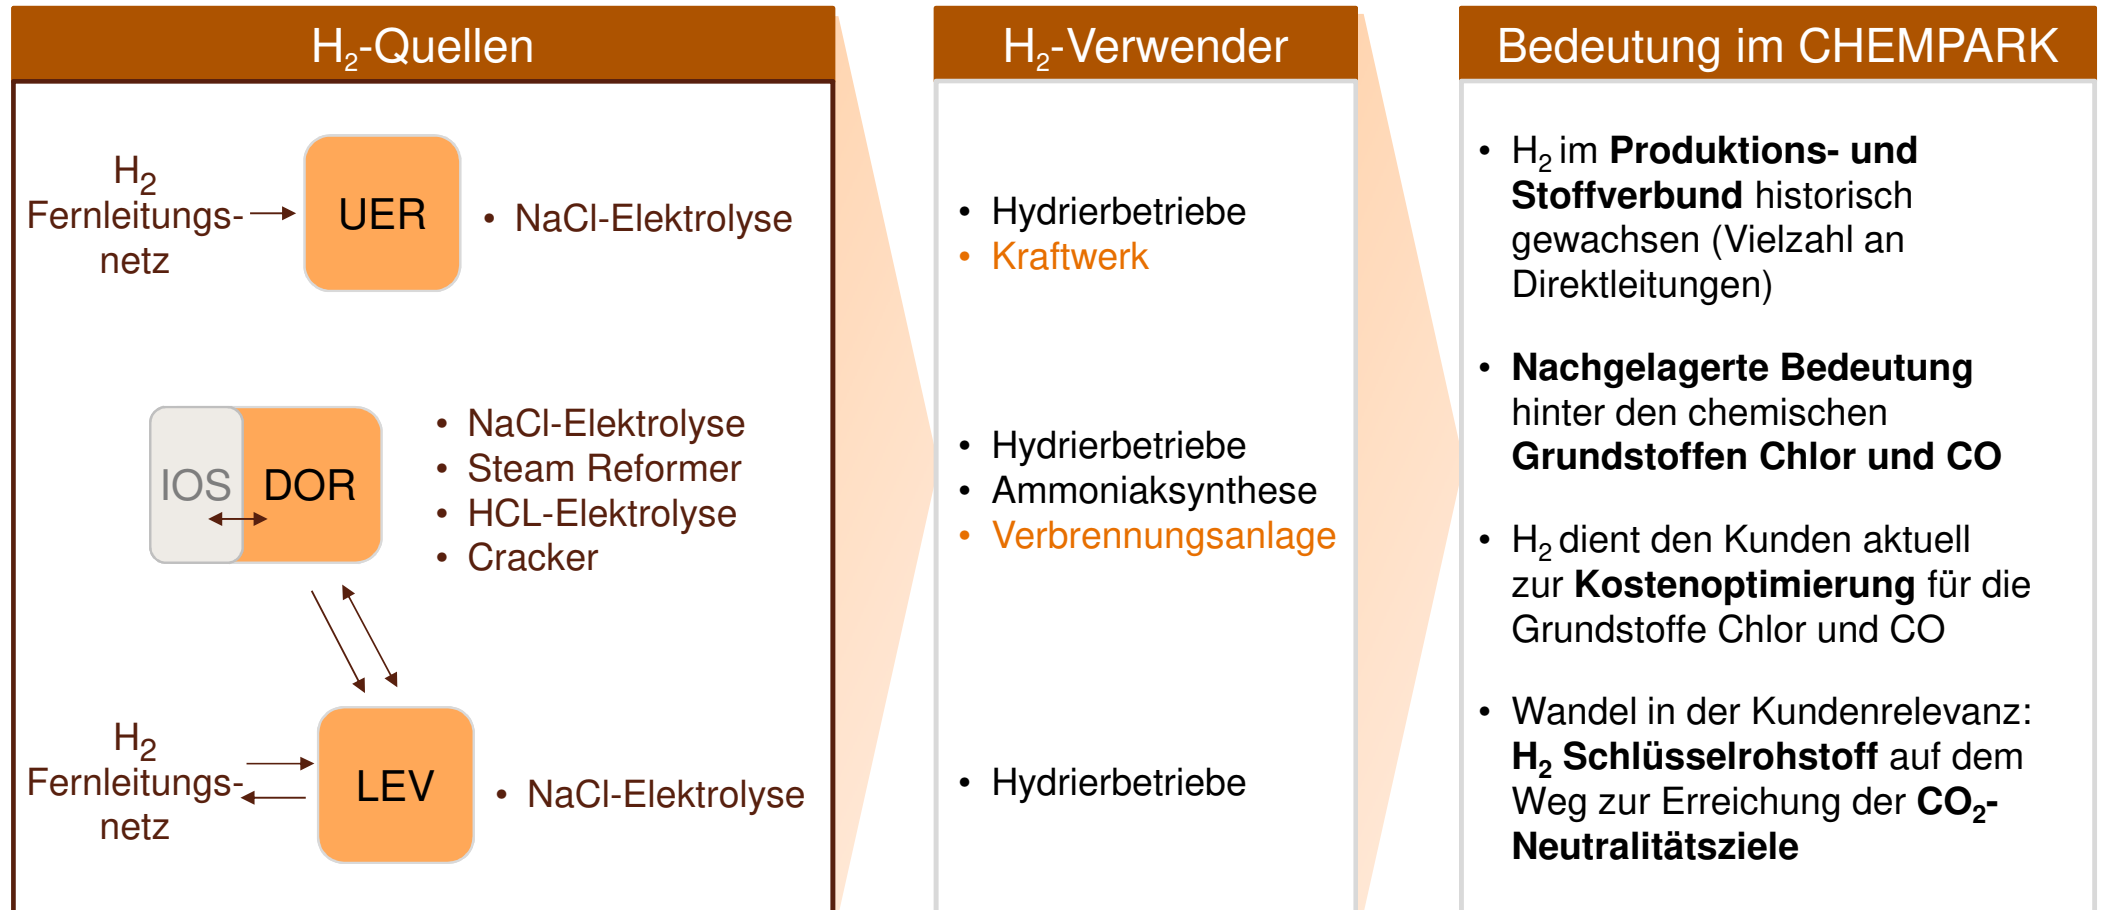 H₂-Quellen
H₂
Fernleitungs-
netz
UER
• NaCl-Elektrolyse
IOS
DOR
• NaCl-Elektrolyse
• Steam Reformer
• HCL-Elektrolyse
• Cracker
H₂
Fernleitungs-
netz
LEV
• NaCl-Elektrolyse
H₂-Verwender
• Hydrierbetriebe
• Kraftwerk
• Hydrierbetriebe
• Ammoniaksynthese
• Verbrennungsanlage
• Hydrierbetriebe
Bedeutung im CHEMPARK
• H₂ im Produktions- und
Stoffverbund historisch
gewachsen (Vielzahl an
Direktleitungen)
• Nachgelagerte Bedeutung
hinter den chemischen
Grundstoffen Chlor und CO
• H₂ dient den Kunden aktuell
zur Kostenoptimierung für die
Grundstoffe Chlor und CO
• Wandel in der Kundenrelevanz:
H₂ Schlüsselrohstoff auf dem
Weg zur Erreichung der CO₂-
Neutralitätsziele